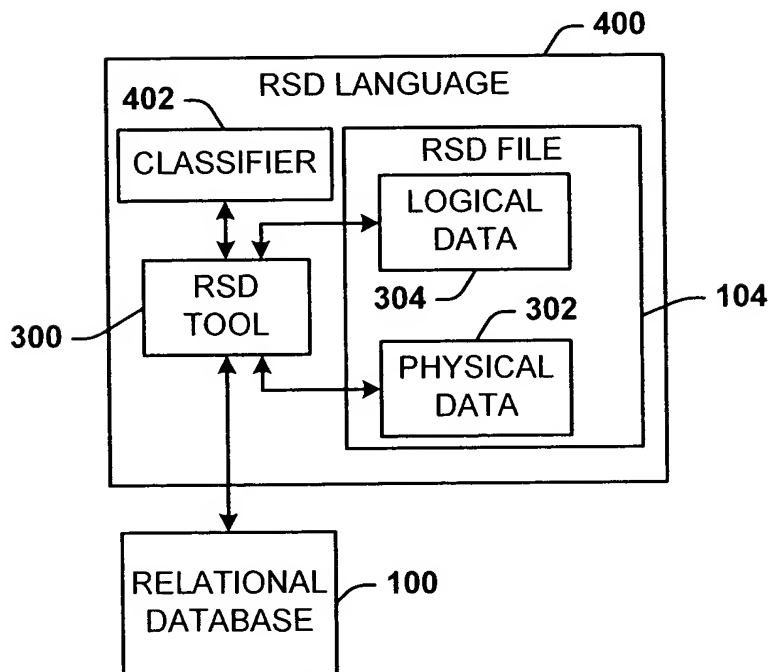 400
RSD LANGUAGE
402
CLASSIFIER
RSD FILE
LOGICAL
DATA
304
RSD
TOOL
300
302
104
PHYSICAL
DATA
RELATIONAL
DATABASE
100